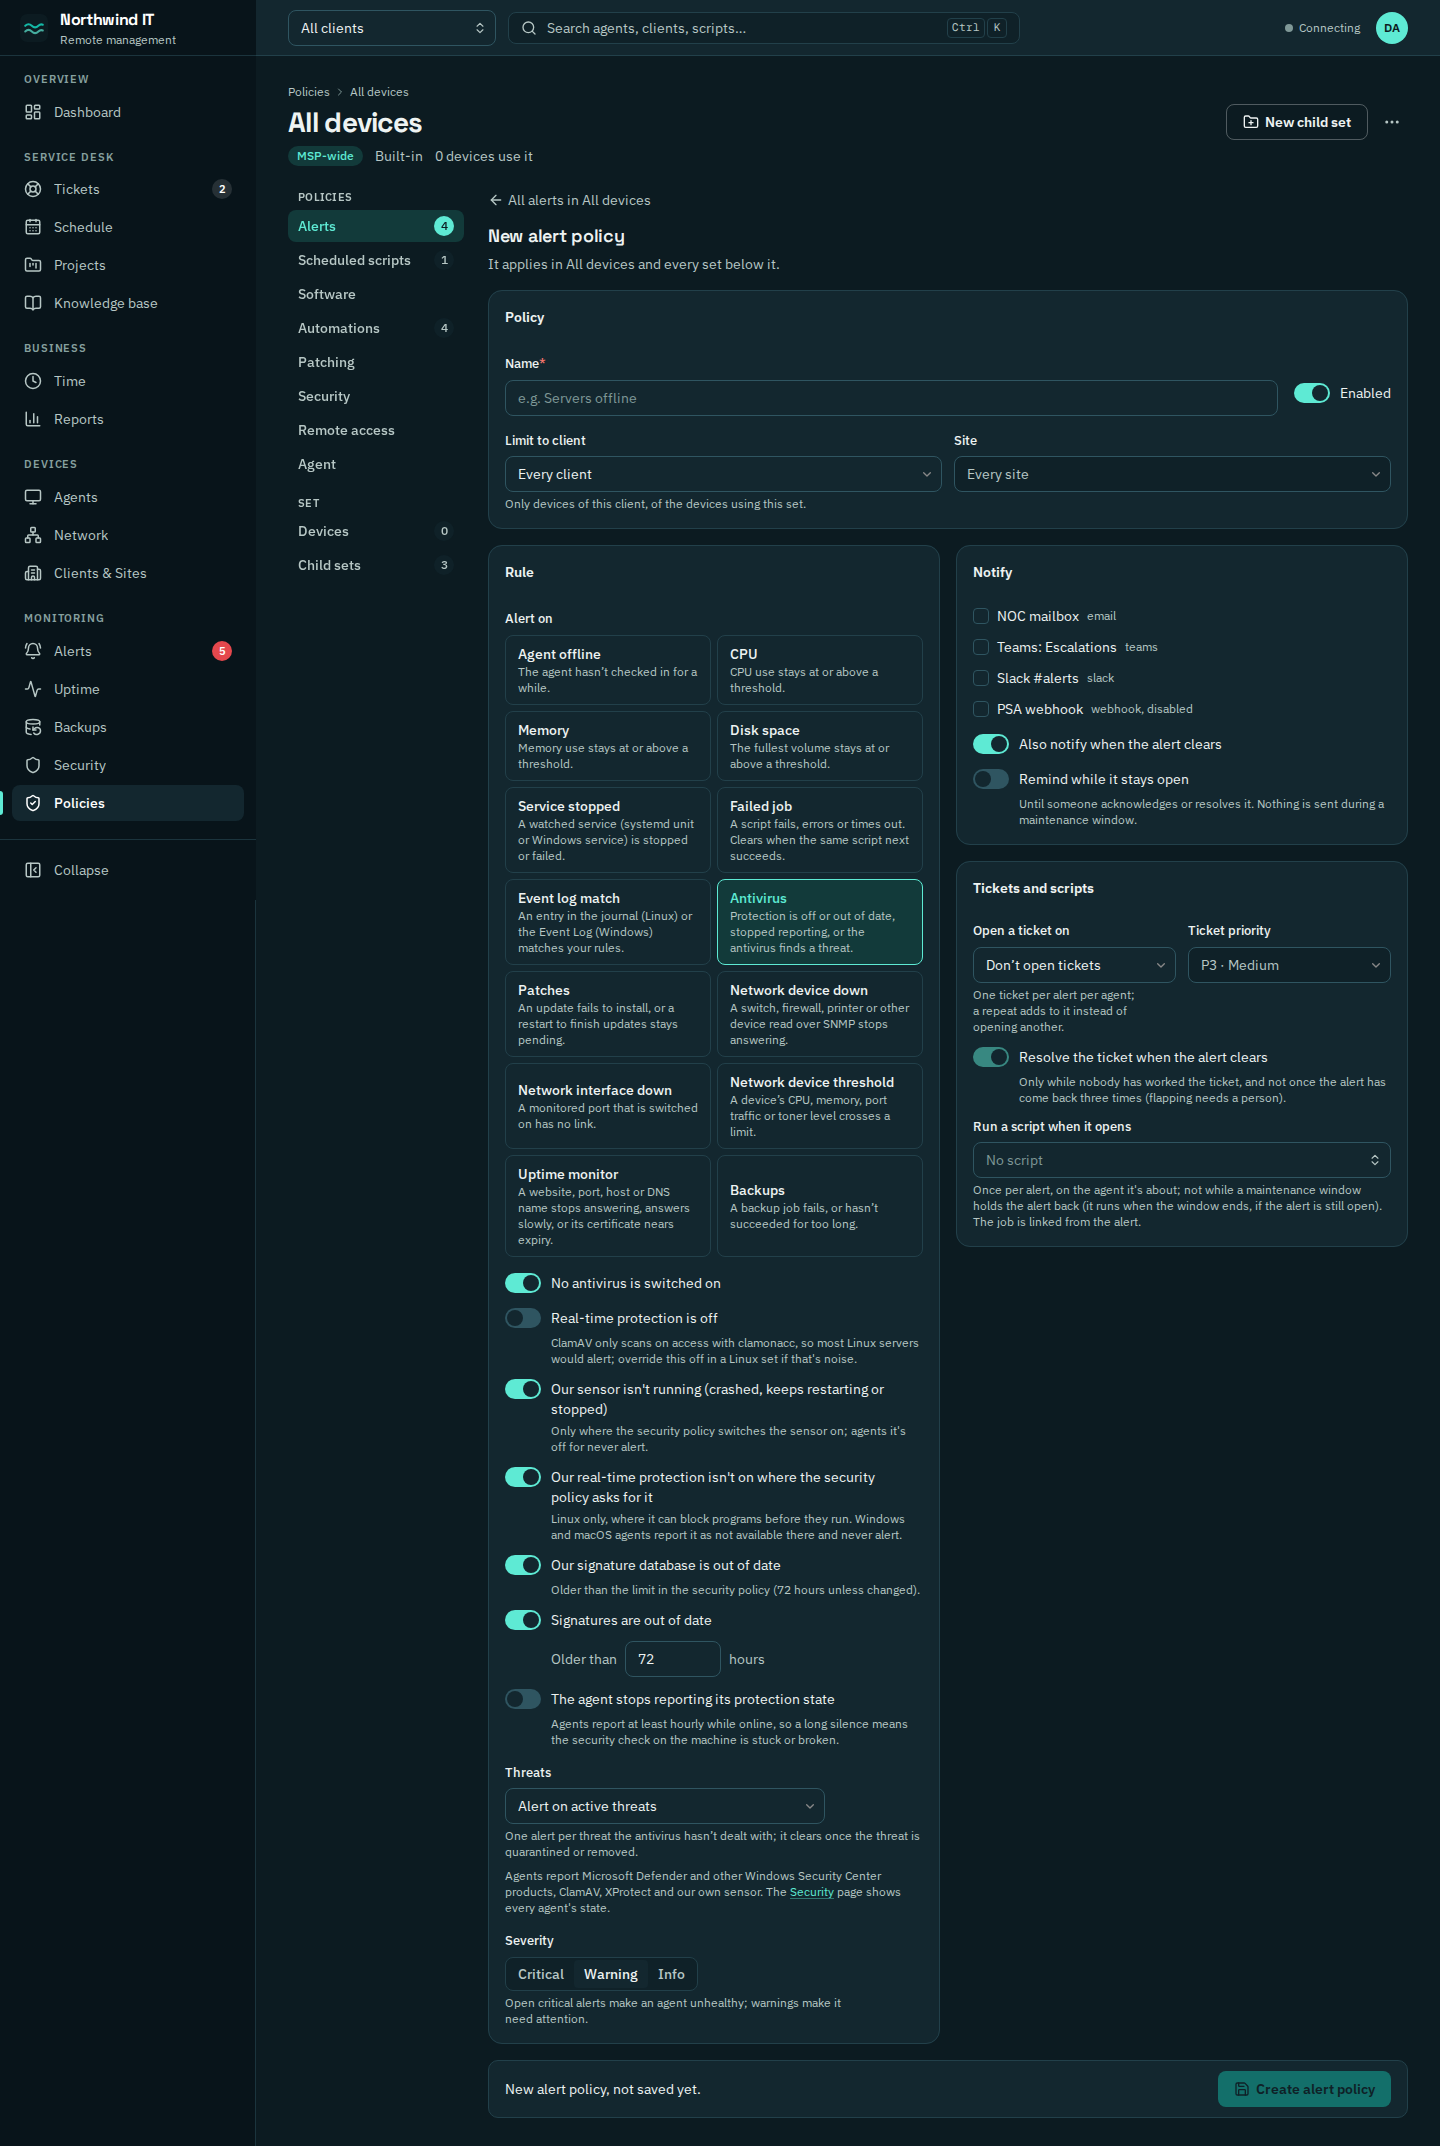 Northwind IT
Remote management
All clients
Search agents, clients, scripts...
Ctrl K
Connecting
DA
OVERVIEW
Dashboard
SERVICE DESK
Tickets 2
Schedule
Projects
Knowledge base
BUSINESS
Time
Reports
DEVICES
Agents
Network
Clients & Sites
MONITORING
Alerts 5
Uptime
Backups
Security
Policies
Collapse
Policies > All devices
All devices
New child set
MSP-wide Built-in 0 devices use it
POLICIES
Alerts 4
Scheduled scripts 1
Software
Automations 4
Patching
Security
Remote access
Agent
SET
Devices 0
Child sets 3
All alerts in All devices
New alert policy
It applies in All devices and every set below it.
Policy
Name*
e.g. Servers offline
Enabled
Limit to client
Every client
Only devices of this client, of the devices using this set.
Site
Every site
Rule
Alert on
Agent offline
The agent hasn't checked in for a
while.
CPU
CPU use stays at or above a
threshold.
Memory
Memory use stays at or above a
threshold.
Disk space
The fullest volume stays at or
above a threshold.
Service stopped
A watched service (systemd unit
or Windows service) is stopped
or failed.
Failed job
A script fails, errors or times out.
Clears when the same script next
succeeds.
Event log match
An entry in the journal (Linux) or
the Event Log (Windows)
matches your rules.
Antivirus
Protection is off or out of date,
stopped reporting, or the
antivirus finds a threat.
Patches
An update fails to install, or a
restart to finish updates stays
pending.
Network device down
A switch, firewall, printer or other
device read over SNMP stops
answering.
Network interface down
A monitored port that is switched
on has no link.
Network device threshold
A device's CPU, memory, port
traffic or toner level crosses a
limit.
Uptime monitor
A website, port, host or DNS
name stops answering, answers
slowly, or its certificate nears
expiry.
Backups
A backup job fails, or hasn't
succeeded for too long.
No antivirus is switched on
Real-time protection is off
ClamAV only scans on access with clamonacc, so most Linux servers
would alert; override this off in a Linux set if that's noise.
Our sensor isn't running (crashed, keeps restarting or
stopped)
Only where the security policy switches the sensor on; agents it's
off for never alert.
Our real-time protection isn't on where the security
policy asks for it
Linux only, where it can block programs before they run. Windows
and macOS agents report it as not available there and never alert.
Our signature database is out of date
Older than the limit in the security policy (72 hours unless changed).
Signatures are out of date
Older than 72 hours
The agent stops reporting its protection state
Agents report at least hourly while online, so a long silence means
the security check on the machine is stuck or broken.
Threats
Alert on active threats
One alert per threat the antivirus hasn't dealt with; it clears once the threat is
quarantined or removed.
Agents report Microsoft Defender and other Windows Security Center
products, ClamAV, XProtect and our own sensor. The Security page shows
every agent's state.
Severity
Critical Warning Info
Open critical alerts make an agent unhealthy; warnings make it
need attention.
Notify
NOC mailbox email
Teams: Escalations teams
Slack #alerts slack
PSA webhook webhook, disabled
Also notify when the alert clears
Remind while it stays open
Until someone acknowledges or resolves it. Nothing is sent during a
maintenance window.
Tickets and scripts
Open a ticket on
Don't open tickets
One ticket per alert per agent;
a repeat adds to it instead of
opening another.
Ticket priority
P3 · Medium
Resolve the ticket when the alert clears
Only while nobody has worked the ticket, and not once the alert has
come back three times (flapping needs a person).
Run a script when it opens
No script
Once per alert, on the agent it's about; not while a maintenance window
holds the alert back (it runs when the window ends, if the alert is still open).
The job is linked from the alert.
New alert policy, not saved yet.
Create alert policy